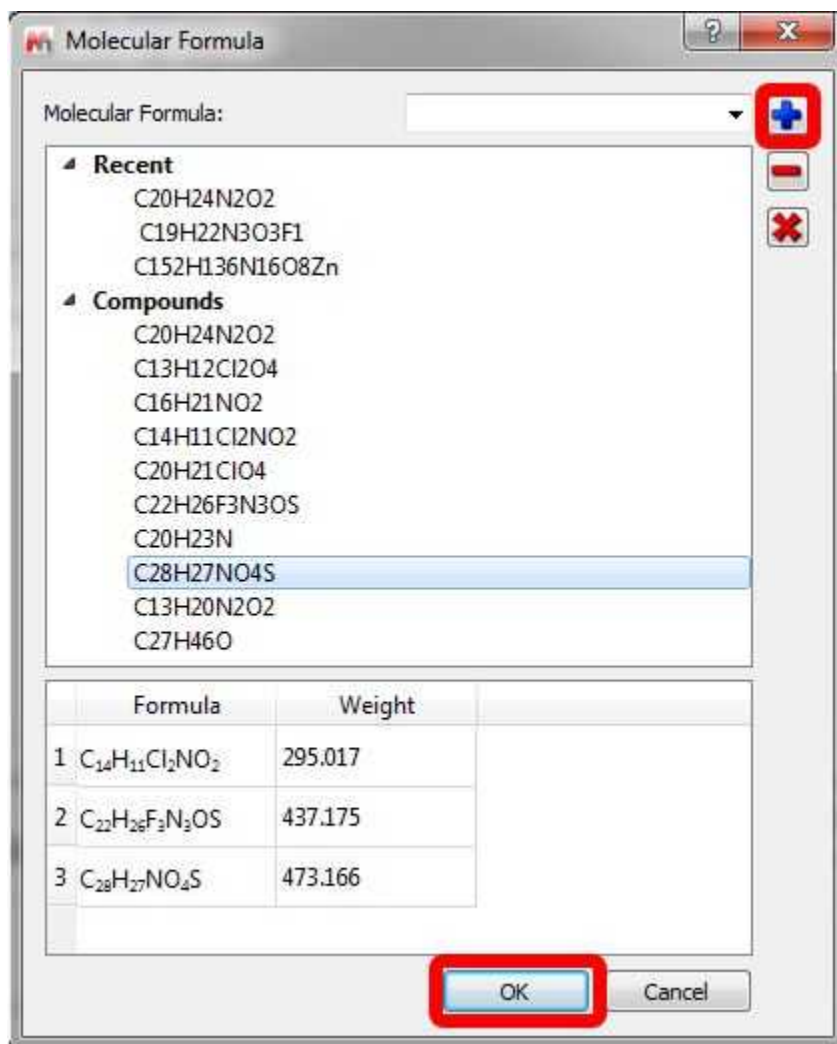 Molecular Formula
Molecular Formula:
Recent
C20H24N2O2
C19H22N3O3F1
C152H136N16O8Zn
Compounds
C20H24N2O2
C13H12Cl2O4
C16H21NO2
C14H11Cl2NO2
C20H21ClO4
C22H26F3N3OS
C20H23N
C28H27NO4S
C13H20N2O2
C27H46O
Formula Weight
1 C₁₄H₁₁Cl₂NO₂ 295.017
2 C₂₂H₂₆F₃N₃OS 437.175
3 C₂₈H₂₇NO₄S 473.166
OK Cancel